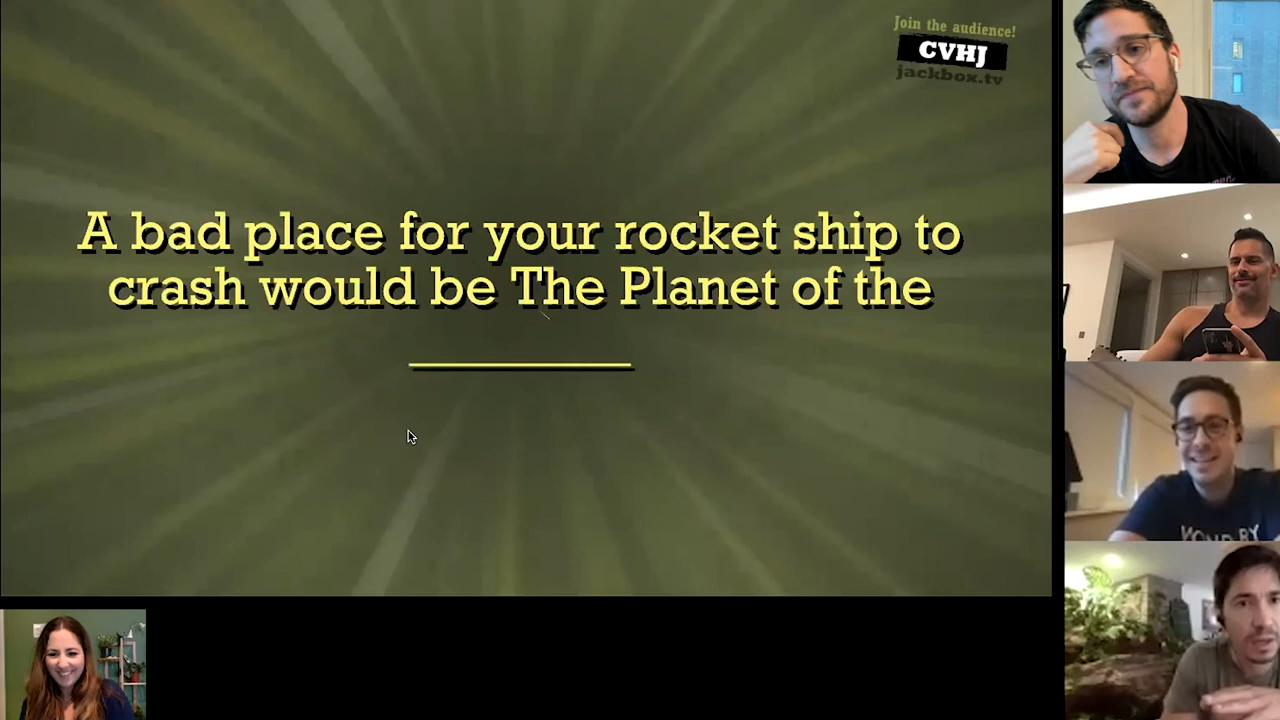 Join the audience!
CVHJ
jackbox.tv
A bad place for your rocket ship to
crash would be The Planet of the